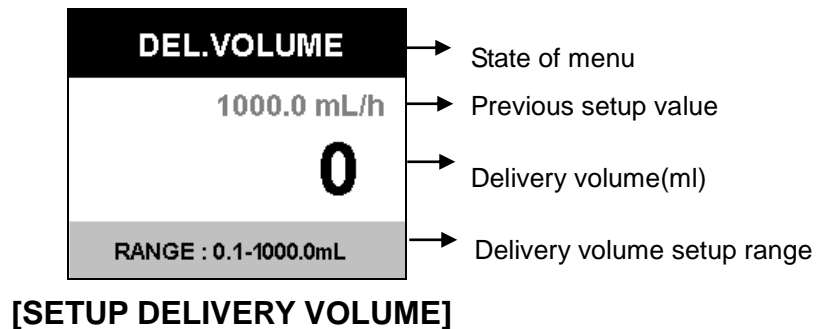 DEL.VOLUME
State of menu
1000.0 mL/h
Previous setup value
0
Delivery volume(ml)
RANGE : 0.1-1000.0mL
Delivery volume setup range
[SETUP DELIVERY VOLUME]